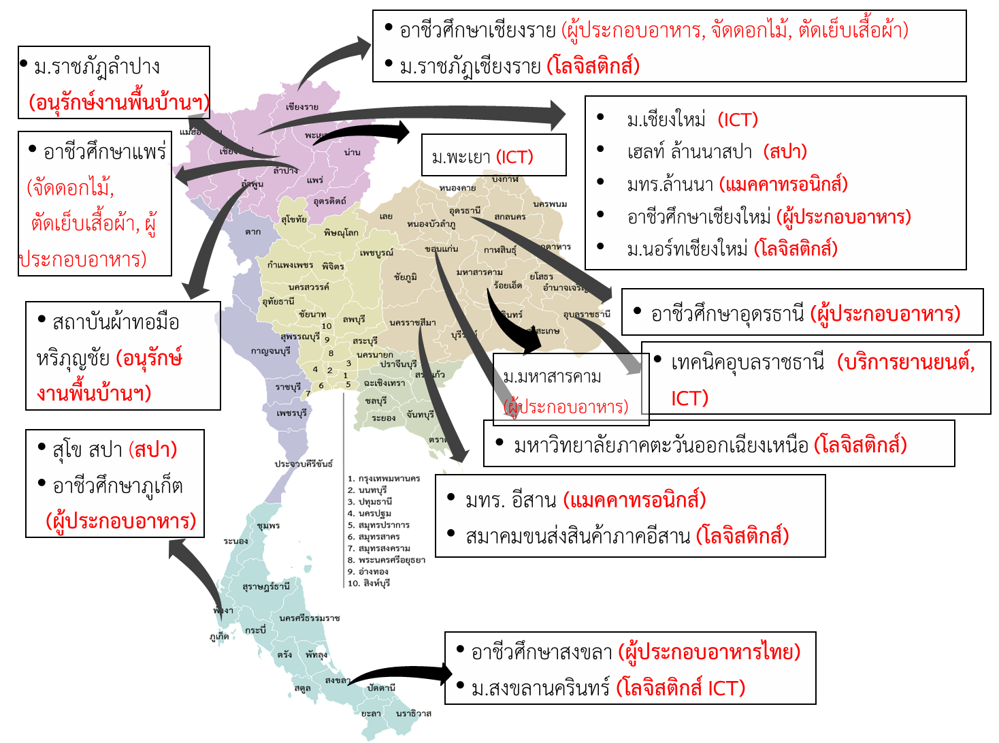 • อาชีวศึกษาเชียงราย (ผู้ประกอบอาหาร, จัดดอกไม้, ตัดเย็บเสื้อผ้า)
• ม.ราชภัฏเชียงราย (โลจิสติกส์)
• ม.ราชภัฏลำปาง
(อนุรักษ์งานพื้นบ้านฯ)
• ม.เชียงใหม่ (ICT)
• เฮลท์ ล้านนาสปา (สปา)
• มทร.ล้านนา (แมคคาทรอนิกส์)
• อาชีวศึกษาเชียงใหม่ (ผู้ประกอบอาหาร)
• ม.นอร์ทเชียงใหม่ (โลจิสติกส์)
ม.พะเยา (ICT)
• อาชีวศึกษาแพร่
(จัดดอกไม้,
ตัดเย็บเสื้อผ้า, ผู้
ประกอบอาหาร)
• สถาบันผ้าทอมือ
หริภุญชัย (อนุรักษ์
งานพื้นบ้านฯ)
• อาชีวศึกษาอุดรธานี (ผู้ประกอบอาหาร)
• เทคนิคอุบลราชธานี (บริการยานยนต์,
ICT)
ม.มหาสารคาม
(ผู้ประกอบอาหาร)
• มหาวิทยาลัยภาคตะวันออกเฉียงเหนือ (โลจิสติกส์)
• มทร. อีสาน (แมคคาทรอนิกส์)
• สมาคมขนส่งสินค้าภาคอีสาน (โลจิสติกส์)
• สุโข สปา (สปา)
• อาชีวศึกษาภูเก็ต
(ผู้ประกอบอาหาร)
• อาชีวศึกษาสงขลา (ผู้ประกอบอาหารไทย)
• ม.สงขลานครินทร์ (โลจิสติกส์ ICT)
เชียงราย
น่าน
ลำปาง
แพร่
ลำพูน
อุตรดิตถ์
ตาก
สุโขทัย
พิษณุโลก
เพชรบูรณ์
กำแพงเพชร
พิจิตร
นครสวรรค์
อุทัยธานี
ชัยนาท
ลพบุรี
10
สุพรรณบุรี
9
สระบุรี
กาญจนบุรี
8
นครนายก
3
4
2
1
5
6
7
ราชบุรี
เพชรบุรี
ประจวบคีรีขันธ์
บึงกาฬ
หนองคาย
เลย
อุดรธานี
นครพนม
หนองบัวลำภู
สกลนคร
ขอนแก่น
กาฬสินธุ์
มหาสารคาม
ร้อยเอ็ด
ยโสธร
อำนาจเจริญ
ชัยภูมิ
นครราชสีมา
อุบลราชธานี
ปราจีนบุรี
ฉะเชิงเทรา
ชลบุรี
ระยอง
จันทบุรี
ตราด
1. กรุงเทพมหานคร
2. นนทบุรี
3. ปทุมธานี
4. นครปฐม
5. สมุทรปราการ
6. สมุทรสาคร
7. สมุทรสงคราม
8. พระนครศรีอยุธยา
9. อ่างทอง
10. สิงห์บุรี
ชุมพร
ระนอง
สุราษฎร์ธานี
นครศรีธรรมราช
กระบี่
ภูเก็ต
ตรัง
พัทลุง
สงขลา
สตูล
ปัตตานี
ยะลา
นราธิวาส